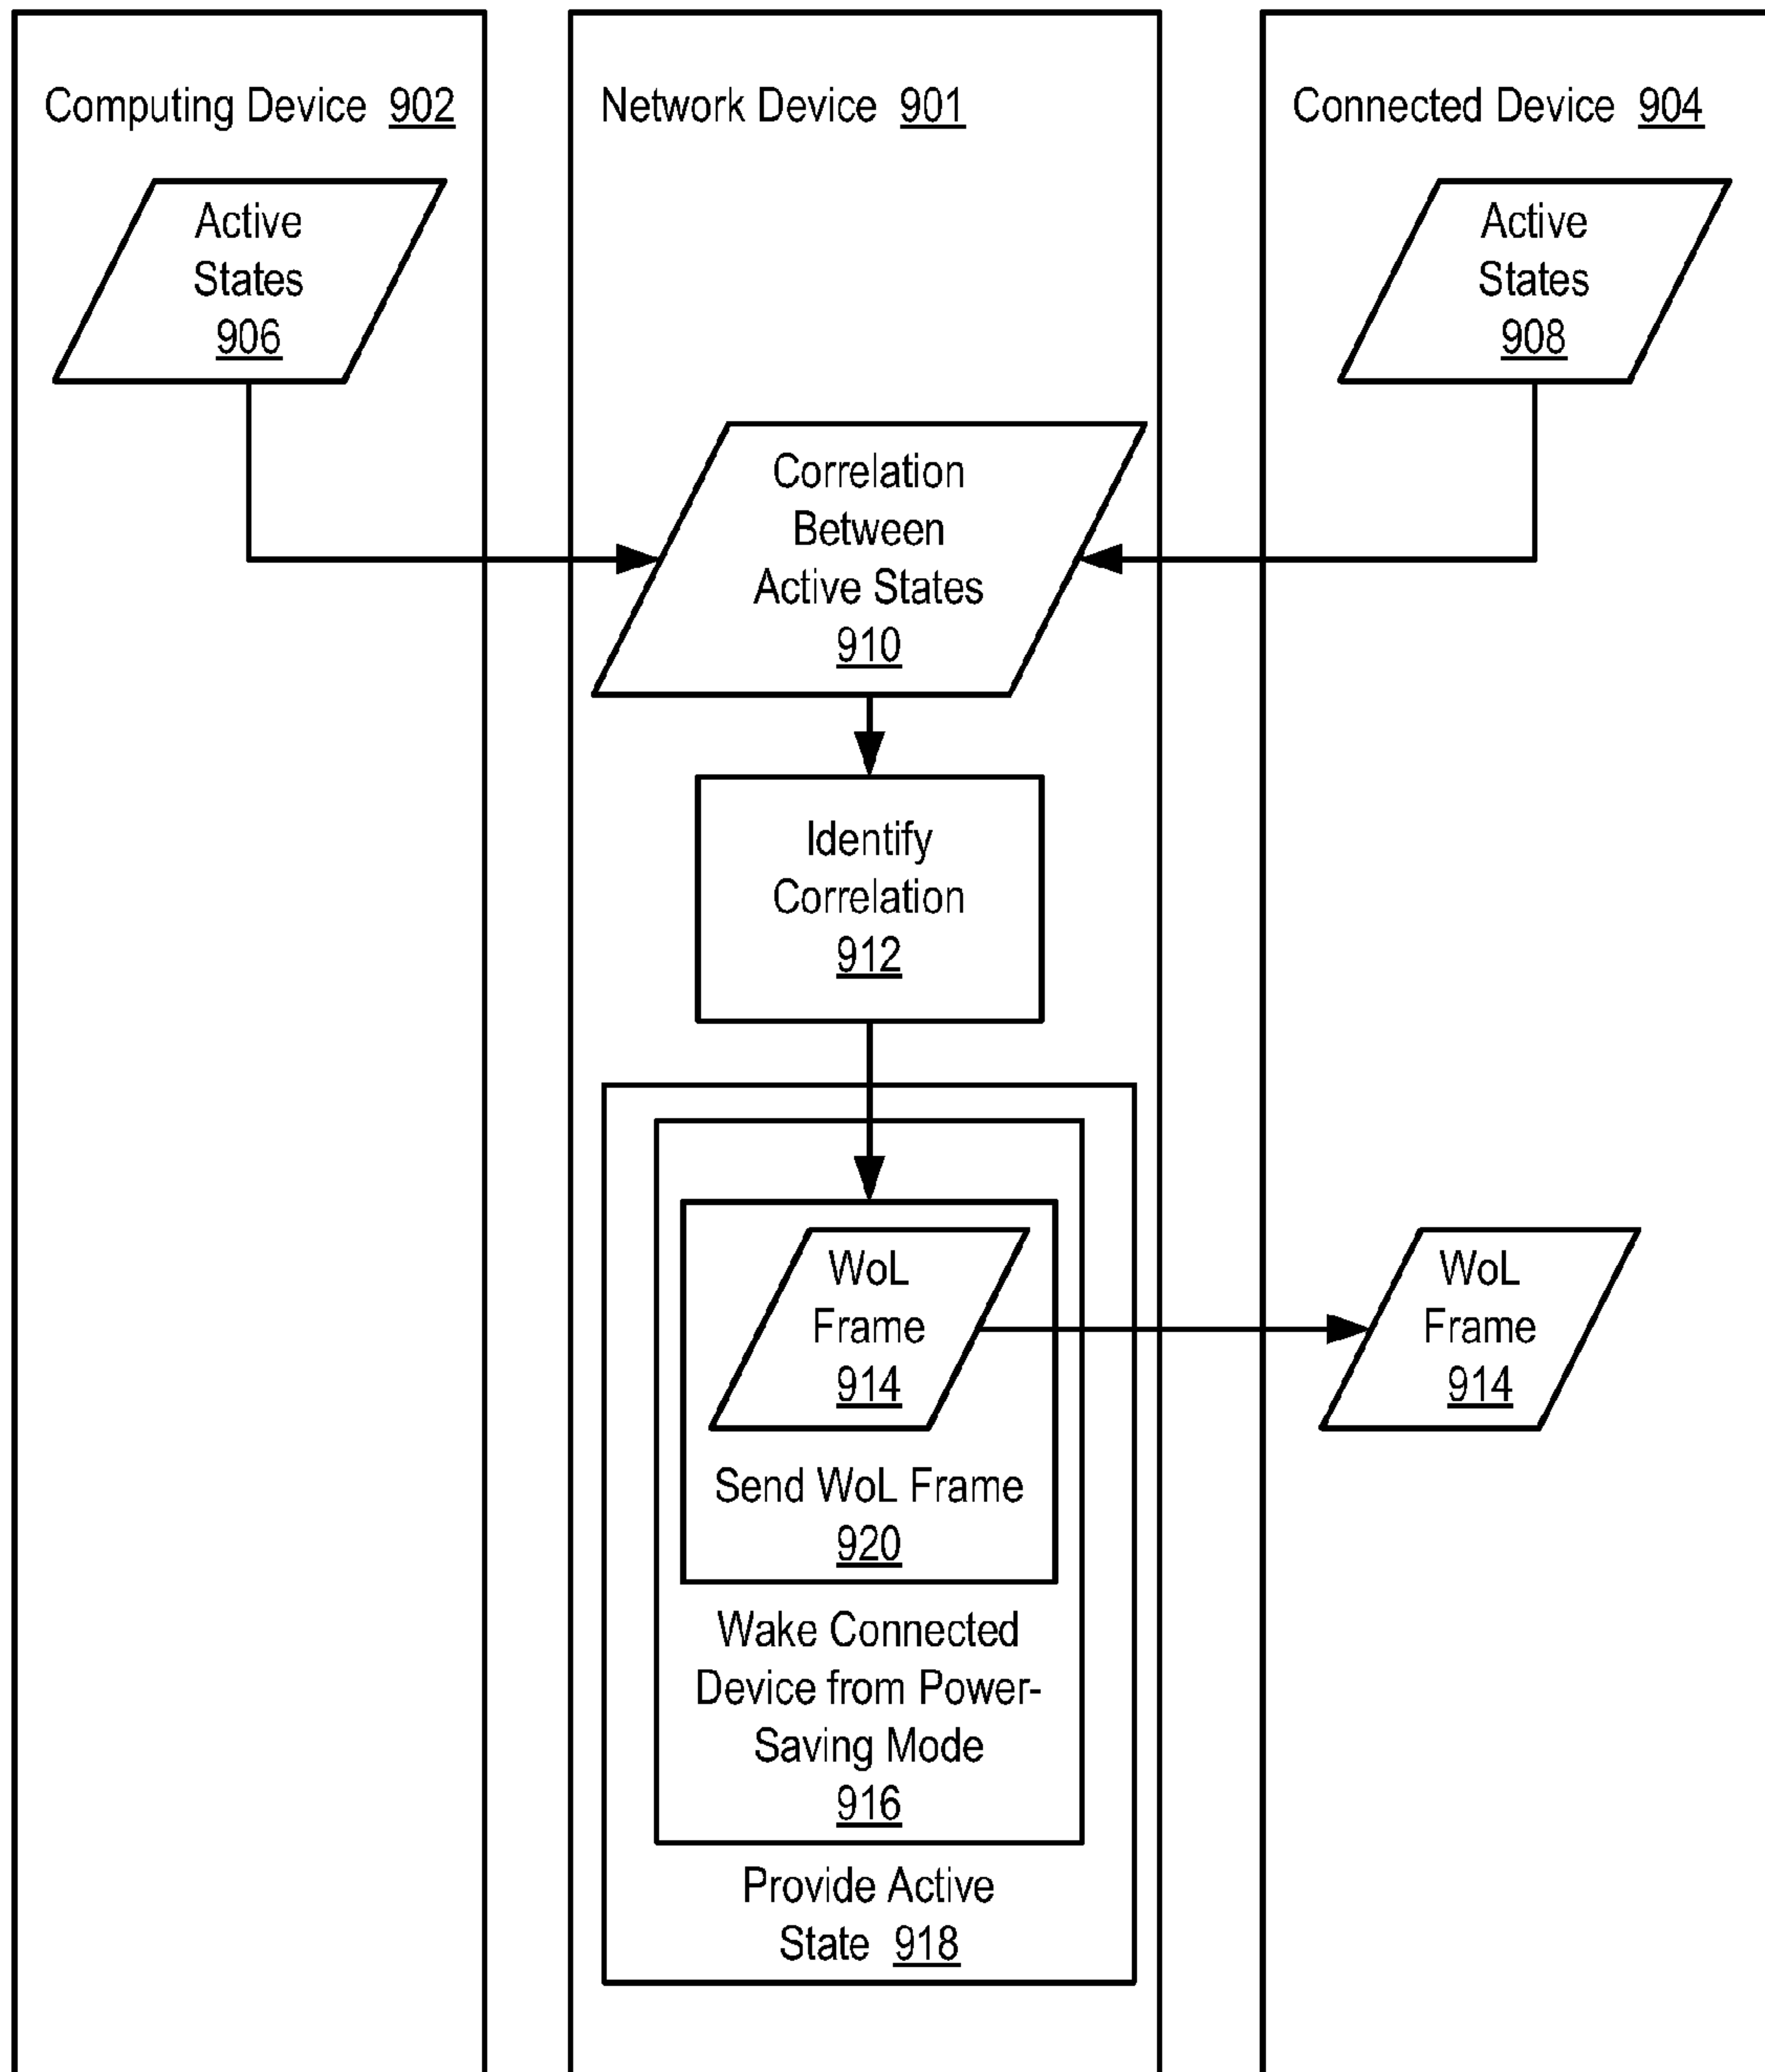 Computing Device 902
Network Device 901
Connected Device 904
Active
States
906
Active
States
908
Correlation
Between
Active States
910
Identify
Correlation
912
WoL
Frame
914
WoL
Frame
914
Send WoL Frame
920
Wake Connected
Device from Power-
Saving Mode
916
Provide Active
State 918